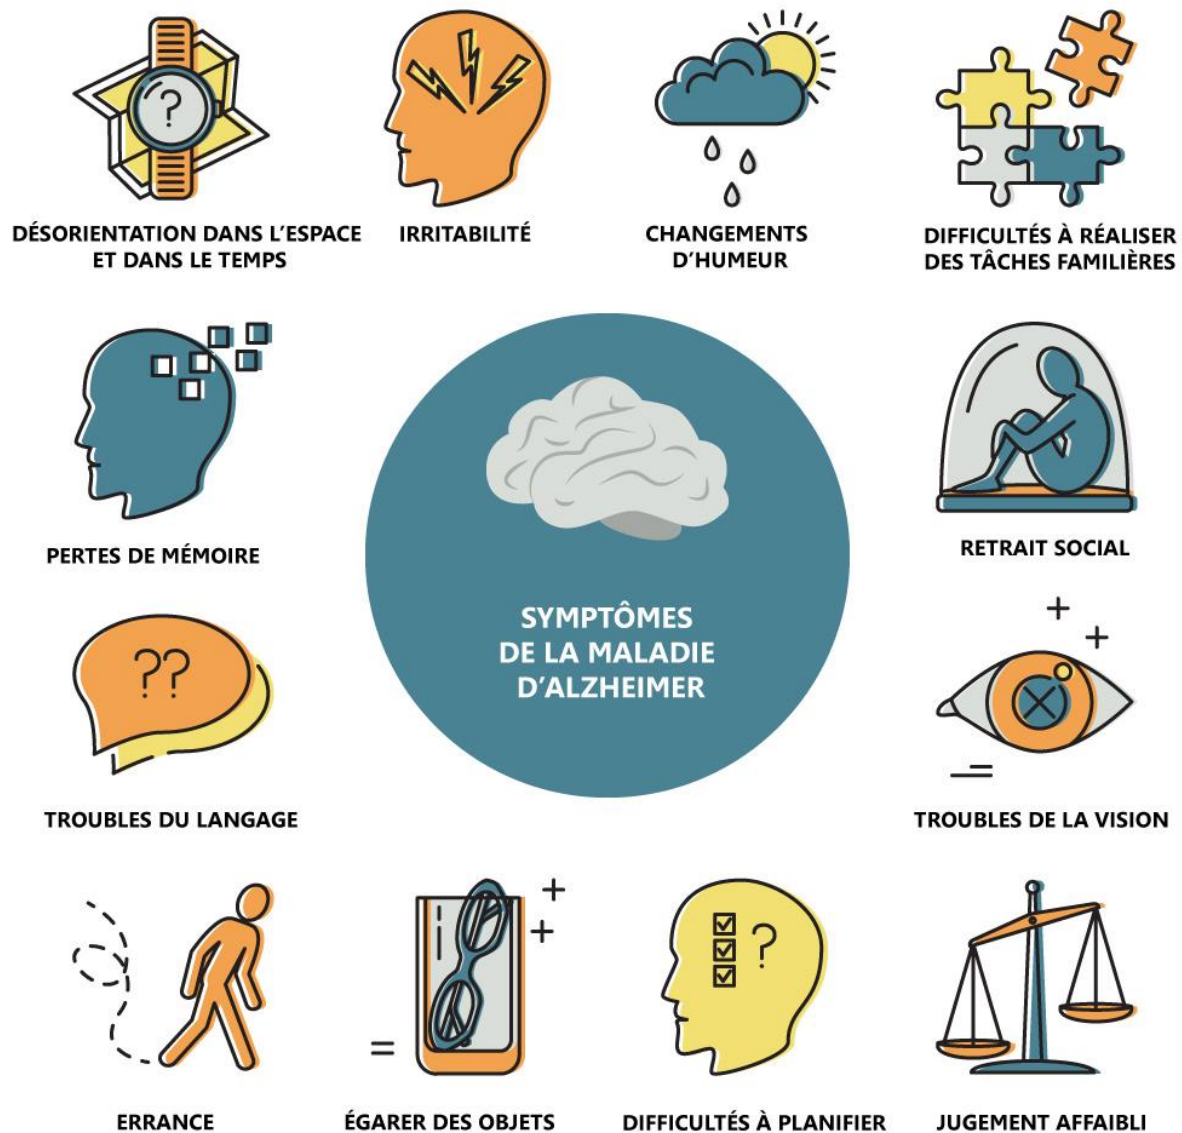 DÉSORIENTATION DANS L'ESPACE
ET DANS LE TEMPS
IRRITABILITÉ
CHANGEMENTS
D'HUMEUR
DIFFICULTÉS À RÉALISER
DES TÂCHES FAMILIÈRES
PERTES DE MÉMOIRE
SYMPTÔMES
DE LA MALADIE
D'ALZHEIMER
RETRAIT SOCIAL
TROUBLES DU LANGAGE
TROUBLES DE LA VISION
ERRANCE
ÉGARER DES OBJETS
DIFFICULTÉS À PLANIFIER
JUGEMENT AFFAIBLI